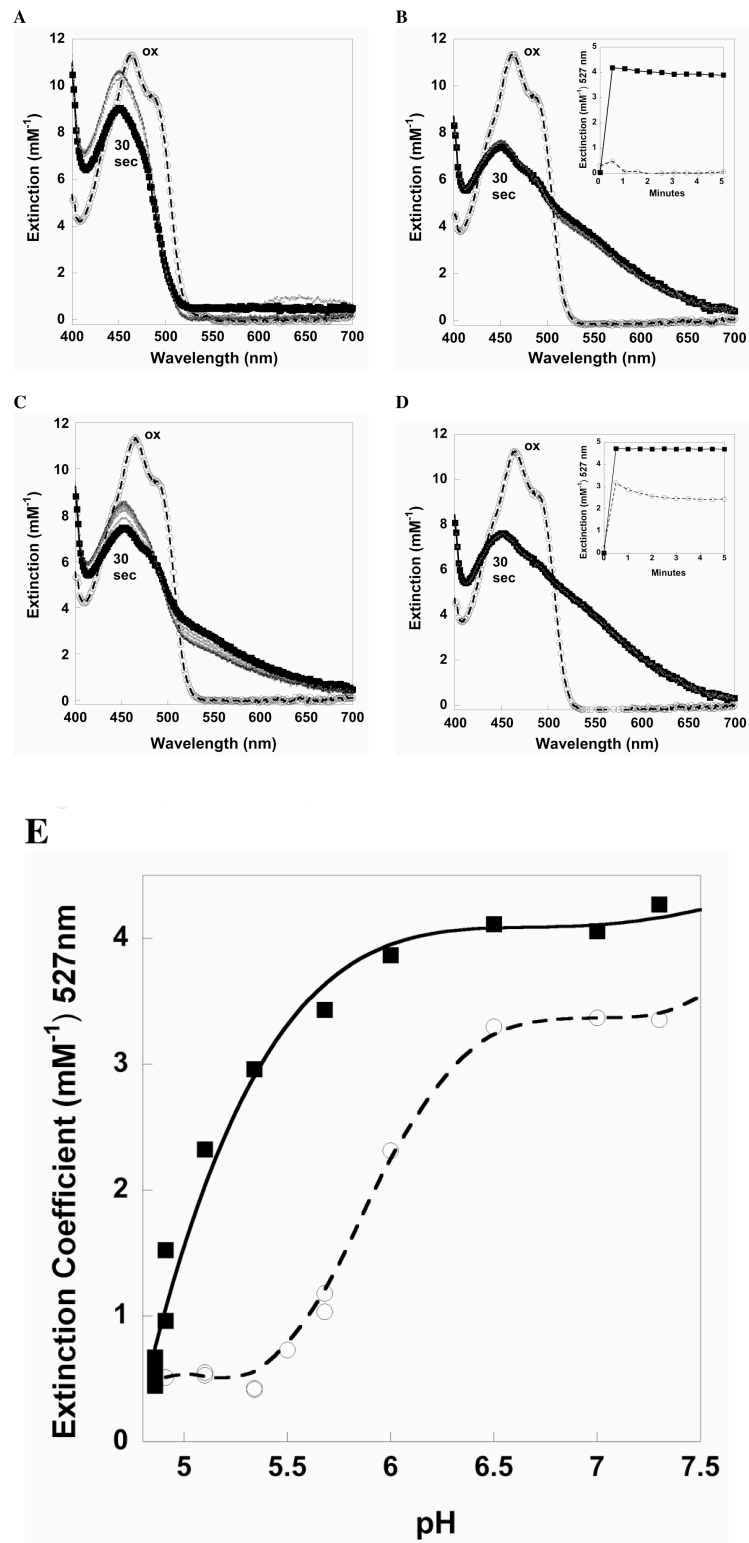 A
B
12
10
8
6
4
2
0
Extinction (mM⁻¹)
ox
30
sec
400 450 500 550 600 650 700
Wavelength (nm)
12
10
8
6
4
2
0
Extinction (mM⁻¹)
ox
30
sec
400 450 500 550 600 650 700
Wavelength (nm)
5
4
3
2
1
0
Exctinction (mM⁻¹) 527 nm
0 1 2 3 4 5
Minutes
C
D
12
10
8
6
4
2
0
Extinction (mM⁻¹)
ox
30
sec
400 450 500 550 600 650 700
Wavelength (nm)
12
10
8
6
4
2
0
Extinction (mM⁻¹)
ox
30
sec
400 450 500 550 600 650 700
Wavelength (nm)
5
4
3
2
1
0
Exctinction (mM⁻¹) 527 nm
0 1 2 3 4 5
Minutes
E
4
3
2
1
0
Extinction Coefficient (mM⁻¹) 527nm
5 5.5 6 6.5 7 7.5
pH